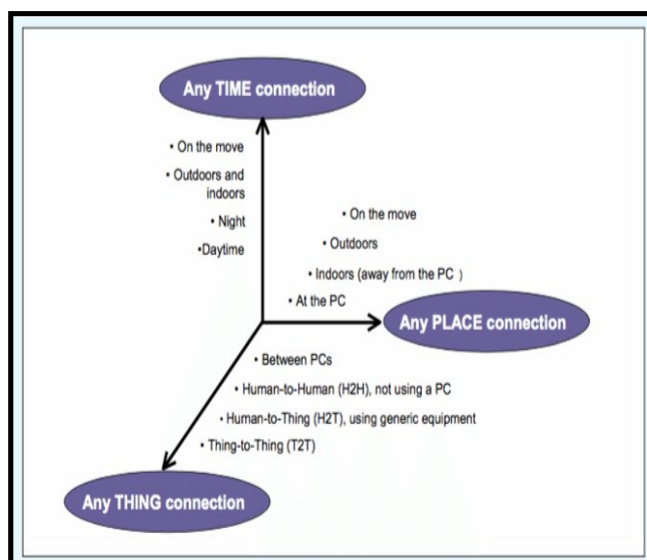 Any TIME connection
• On the move
• Outdoors and
indoors
• Night
•Daytime
• On the move
• Outdoors
• Indoors (away from the PC )
• At the PC
Any PLACE connection
• Between PCs
• Human-to-Human (H2H), not using a PC
• Human-to-Thing (H2T), using generic equipment
• Thing-to-Thing (T2T)
Any THING connection